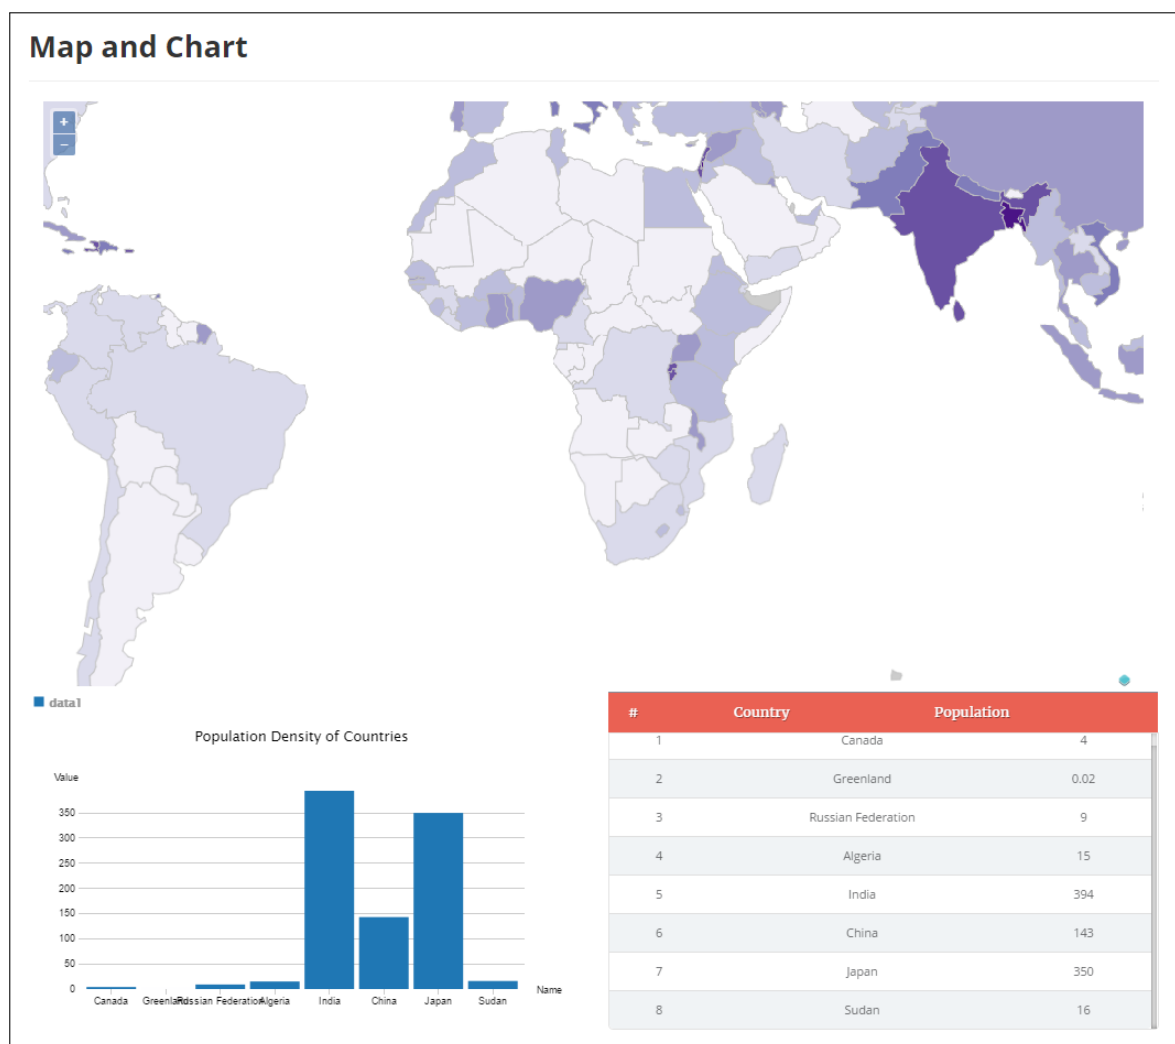 Map and Chart
+
−
data1
Population Density of Countries
Value
350
300
250
200
150
100
50
0
Canada Greenland Russian Federation Algeria India China Japan Sudan
Name
# Country Population
1 Canada 4
2 Greenland 0.02
3 Russian Federation 9
4 Algeria 15
5 India 394
6 China 143
7 Japan 350
8 Sudan 16